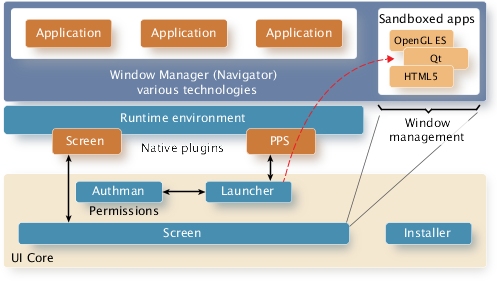 Application Application Application
Sandboxed apps
OpenGL ES
Qt
HTML5
Window Manager (Navigator)
various technologies
Runtime environment
Window
management
Screen
Native plugins
PPS
Authman
Launcher
Permissions
Screen
Installer
UI Core